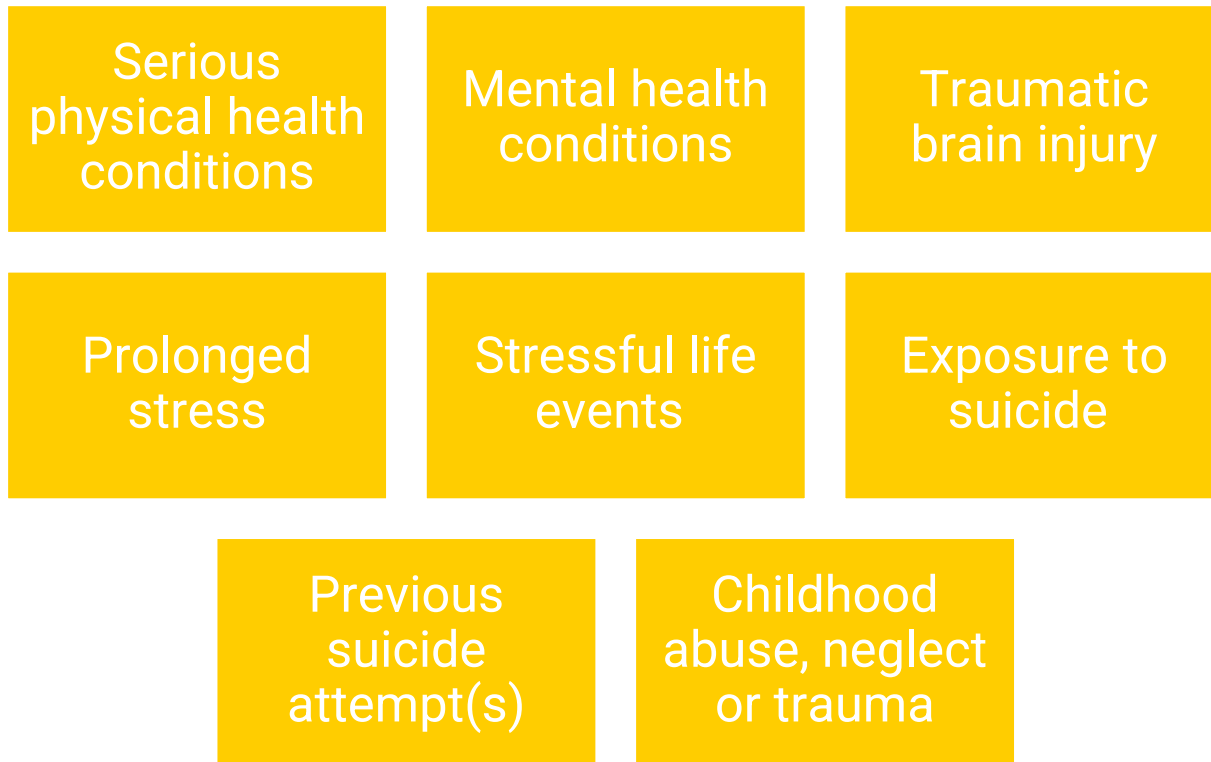 Serious
physical health
conditions
Mental health
conditions
Traumatic
brain injury
Prolonged
stress
Stressful life
events
Exposure to
suicide
Previous
suicide
attempt(s)
Childhood
abuse, neglect
or trauma